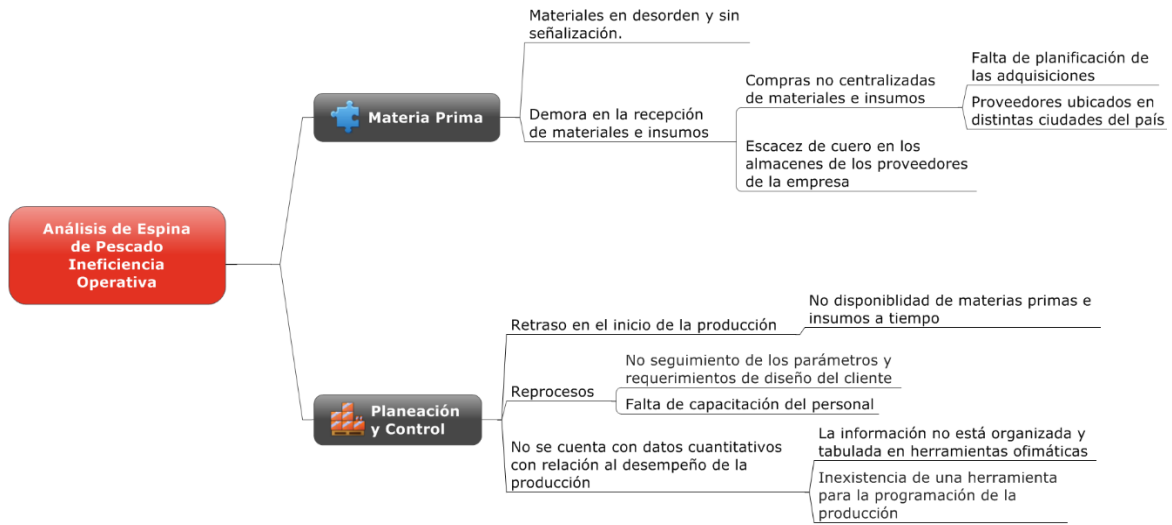 Análisis de Espina
de Pescado
Ineficiencia
Operativa
Materia Prima
Materiales en desorden y sin
señalización.
Demora en la recepción
de materiales e insumos
Compras no centralizadas
de materiales e insumos
Falta de planificación de
las adquisiciones
Proveedores ubicados en
distintas ciudades del país
Escacez de cuero en los
almacenes de los proveedores
de la empresa
Planeación
y Control
Retraso en el inicio de la producción
No disponiblidad de materias primas e
insumos a tiempo
Reprocesos
No seguimiento de los parámetros y
requerimientos de diseño del cliente
Falta de capacitación del personal
No se cuenta con datos cuantitativos
con relación al desempeño de la
producción
La información no está organizada y
tabulada en herramientas ofimáticas
Inexistencia de una herramienta
para la programación de la
producción